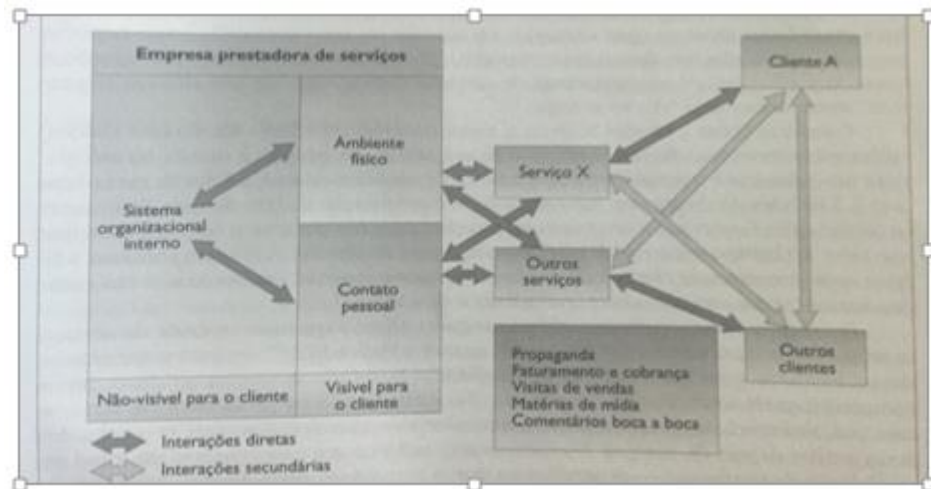 Empresa prestadora de serviços
Sistema
organizacional
interno
Ambiente
físico
Contato
pessoal
Não-visível para o cliente
Visível para
o cliente
Serviço X
Outros
serviços
Cliente A
Outros
clientes
Propaganda
Faturamento e cobrança
Visitas de vendas
Matérias de mídia
Comentários boca a boca
Interações diretas
Interações secundárias